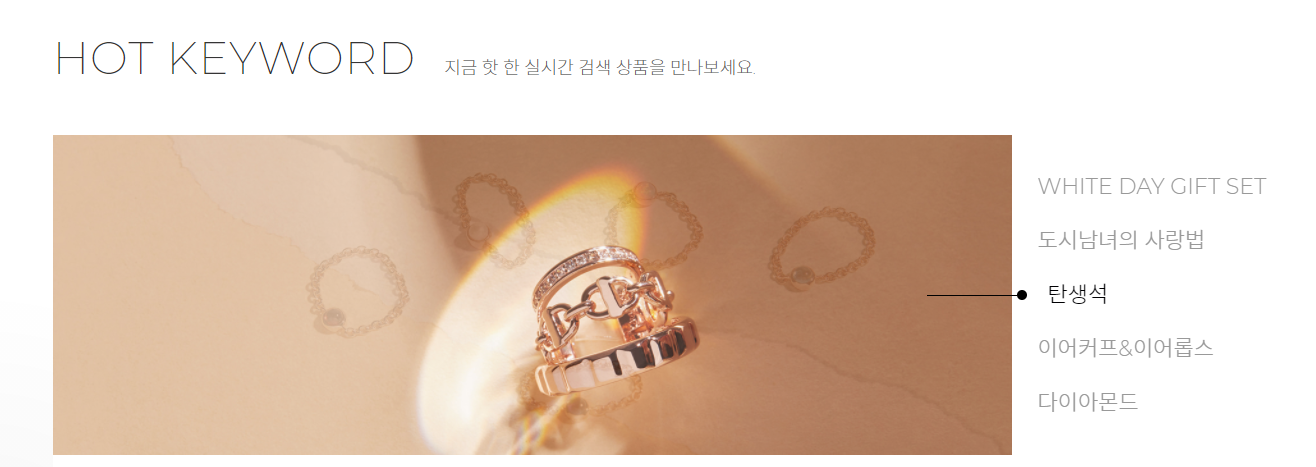 HOT KEYWORD 지금 핫 한 실시간 검색 상품을 만나보세요.
WHITE DAY GIFT SET
도시남녀의 사랑법
탄생석
이어커프&이어롭스
다이아몬드